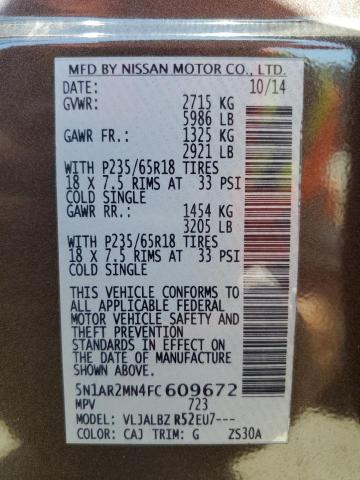 MFD BY NISSAN MOTOR CO., LTD.
DATE: 10/14
GVWR: 2715 KG
5986 LB
GAWR FR.: 1325 KG
2921 LB
WITH P235/65R18 TIRES
18 X 7.5 RIMS AT 33 PSI
COLD SINGLE
GAWR RR.: 1454 KG
3205 LB
WITH P235/65R18 TIRES
18 X 7.5 RIMS AT 33 PSI
COLD SINGLE
THIS VEHICLE CONFORMS TO
ALL APPLICABLE FEDERAL
MOTOR VEHICLE SAFETY AND
THEFT PREVENTION
STANDARDS IN EFFECT ON
THE DATE OF MANUFACTURE
SHOWN ABOVE.
5N1AR2MN4FC609672
MPV 723
VLJALBZ R52EU7---
COLOR: CAJ TRIM: G ZS30A